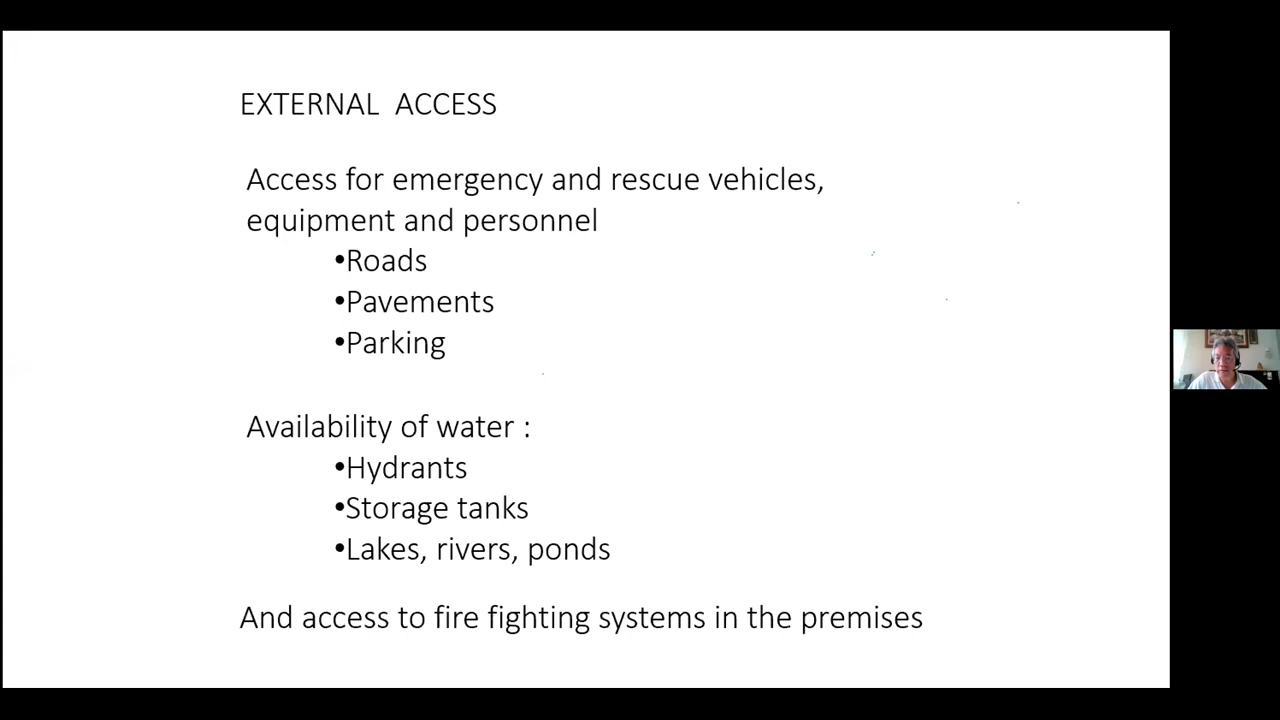 EXTERNAL  ACCESS
Access for emergency and rescue vehicles,
equipment and personnel
•Roads
•Pavements
•Parking
Availability of water :
•Hydrants
•Storage tanks
•Lakes, rivers, ponds
And access to fire fighting systems in the premises